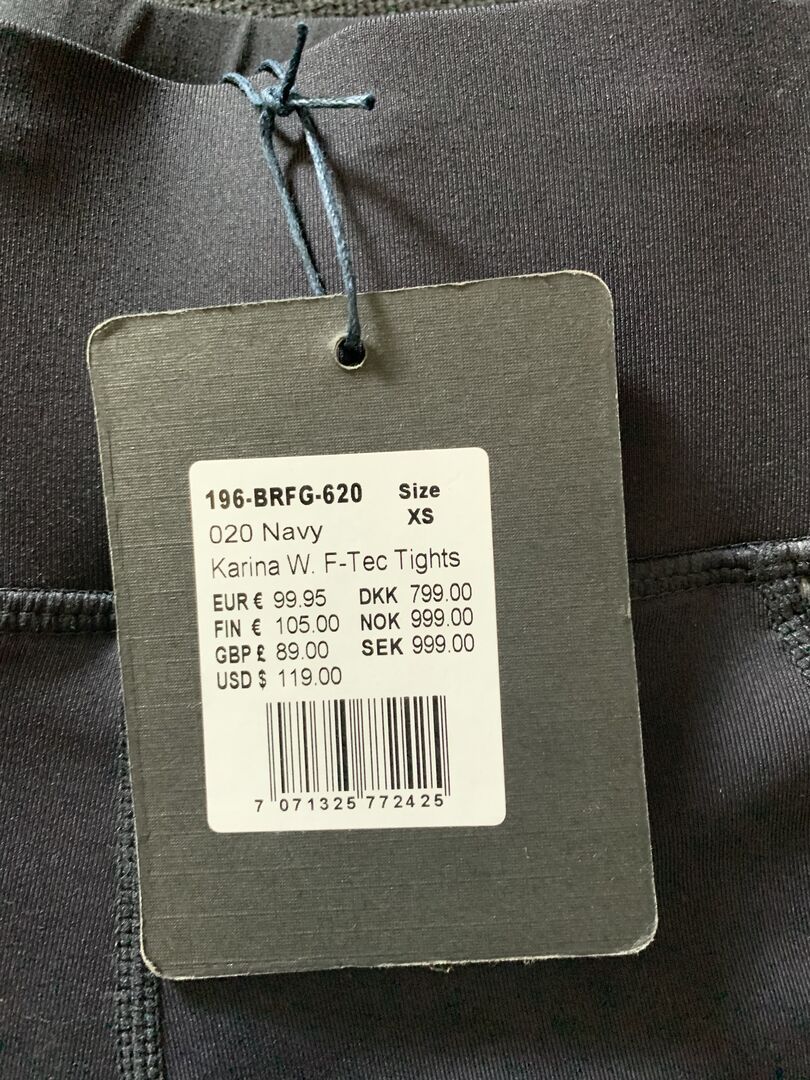 196-BRFG-620 Size
020 Navy XS
Karina W. F-Tec Tights
EUR € 99.95 DKK 799.00
FIN € 105.00 NOK 999.00
GBP £ 89.00 SEK 999.00
USD $ 119.00
7 071325 772425